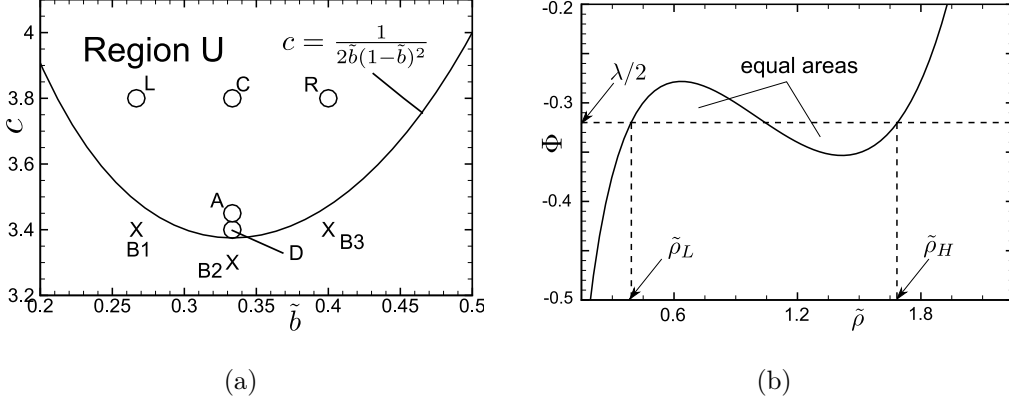 4
3.8
3.6
3.4
3.2
c
0.2
0.25
0.3
0.35
0.4
0.45
0.5
b̃
Region U
c = 1/(2b̃(1−b̃)²)
L
C
R
A
D
B1
B2
B3
(a)
-0.2
-0.3
-0.4
-0.5
Φ
λ/2
equal areas
ρ̃_L
ρ̃_H
0.6
1.2
1.8
ρ̃
(b)